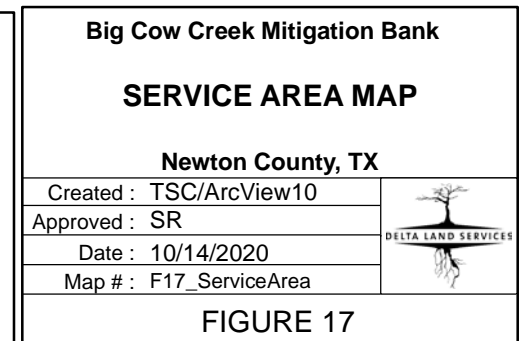 Big Cow Creek Mitigation Bank
SERVICE AREA MAP
Newton County, TX
Created : TSC/ArcView10
Approved : SR
Date : 10/14/2020
Map # : F17_ServiceArea
DELTA LAND SERVICES
FIGURE 17